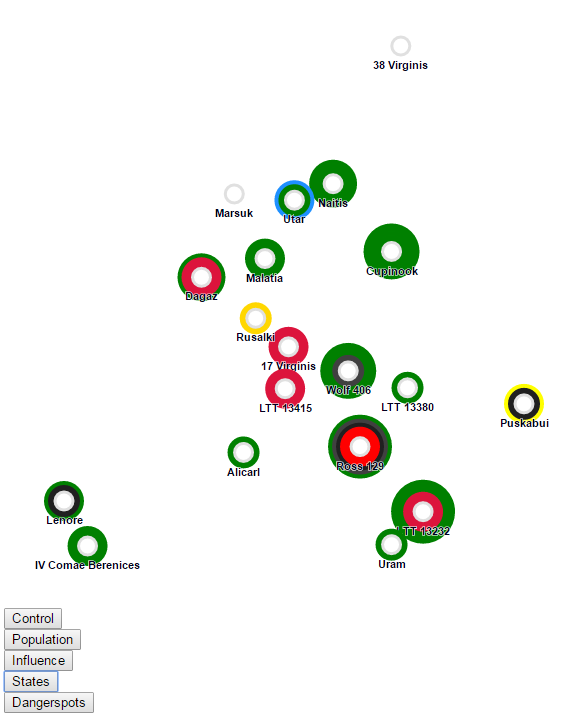 38 Virginis
Marsuk
Utar
Naitis
Malatia
Cupinook
Dagaz
Rusalki
17 Virginis
Wolf 406
LTT 13415
LTT 13380
Puskabui
Ross 129
Alicarl
Lenore
LTT 13232
IV Comae Berenices
Uram
Control
Population
Influence
States
Dangerspots